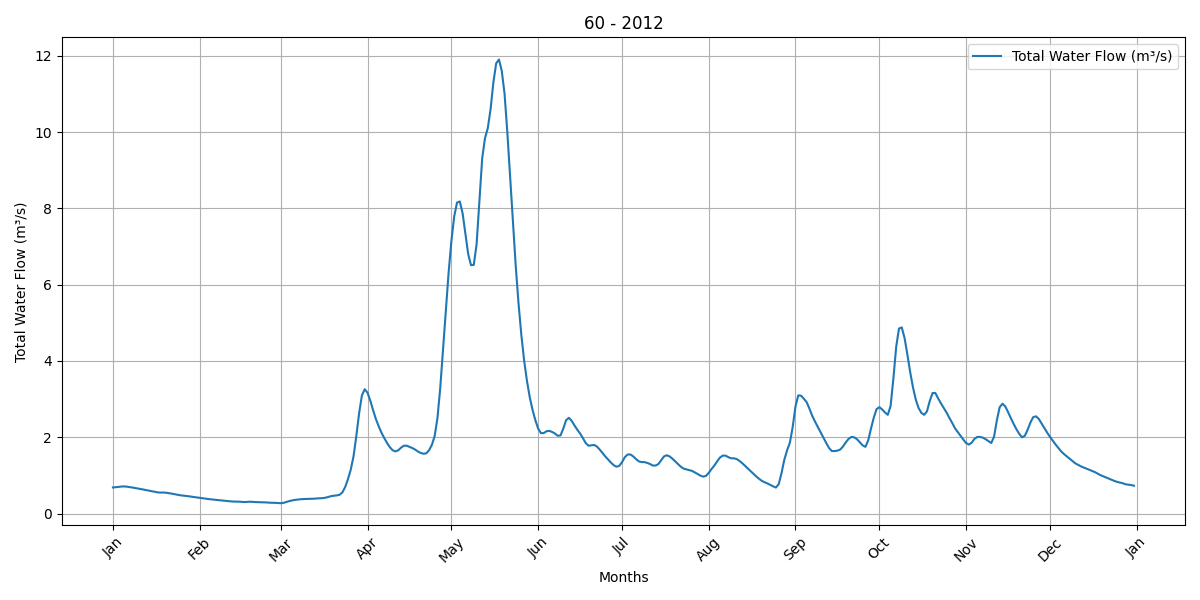 60 - 2012
Total Water Flow (m³/s)
Total Water Flow (m³/s)
12
10
8
6
4
2
0
Jan
Feb
Mar
Apr
May
Jun
Jul
Aug
Sep
Oct
Nov
Dec
Jan
Months